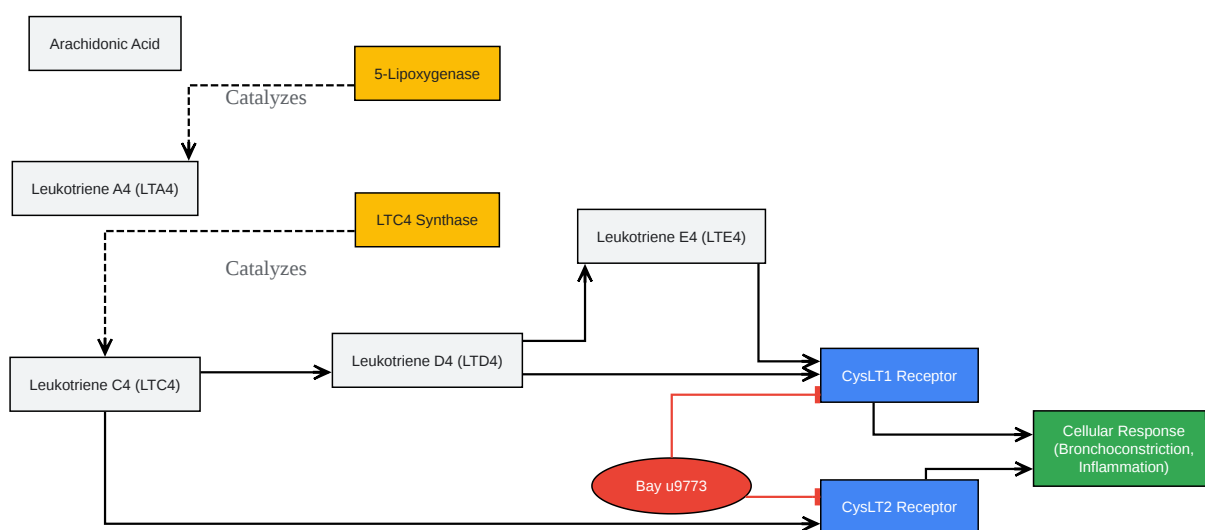 Arachidonic Acid
5-Lipoxygenase
Catalyzes
Leukotriene A4 (LTA4)
LTC4 Synthase
Leukotriene E4 (LTE4)
Catalyzes
Leukotriene D4 (LTD4)
Leukotriene C4 (LTC4)
CysLT1 Receptor
Cellular Response
(Bronchoconstriction,
Inflammation)
Bay u9773
CysLT2 Receptor